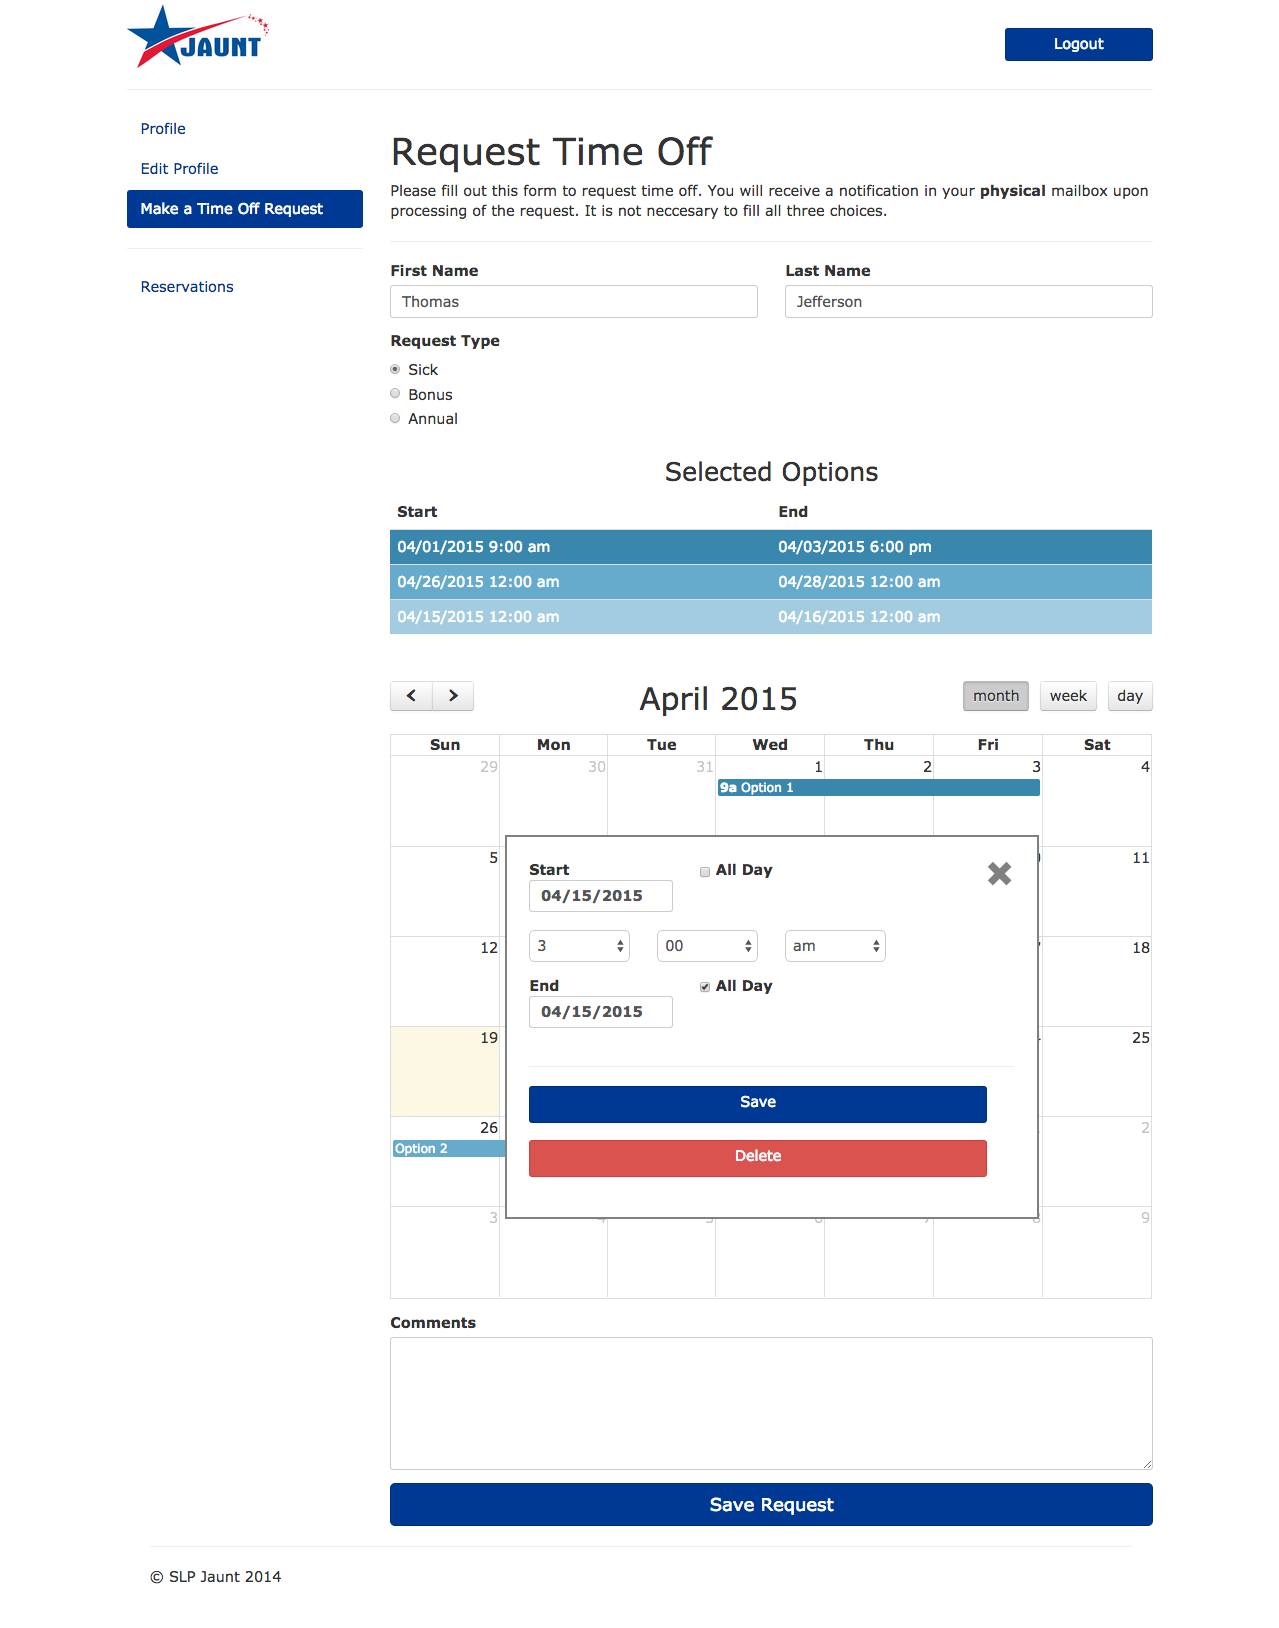 JAUNT
Logout
Profile
Edit Profile
Make a Time Off Request
Reservations
Request Time Off
Please fill out this form to request time off. You will receive a notification in your physical mailbox upon
processing of the request. It is not neccesary to fill all three choices.
First Name Last Name
Thomas Jefferson
Request Type
Sick
Bonus
Annual
Selected Options
Start End
04/01/2015 9:00 am 04/03/2015 6:00 pm
04/26/2015 12:00 am 04/28/2015 12:00 am
04/15/2015 12:00 am 04/16/2015 12:00 am
April 2015 month week day
Sun Mon Tue Wed Thu Fri Sat
29 30 31 1 2 3 4
9a Option 1
5 11
Start All Day
04/15/2015
12 18
3 00 am
End All Day
04/15/2015
19 25
Save
26 2
Option 2
Delete
3 9
Comments
Save Request
© SLP Jaunt 2014